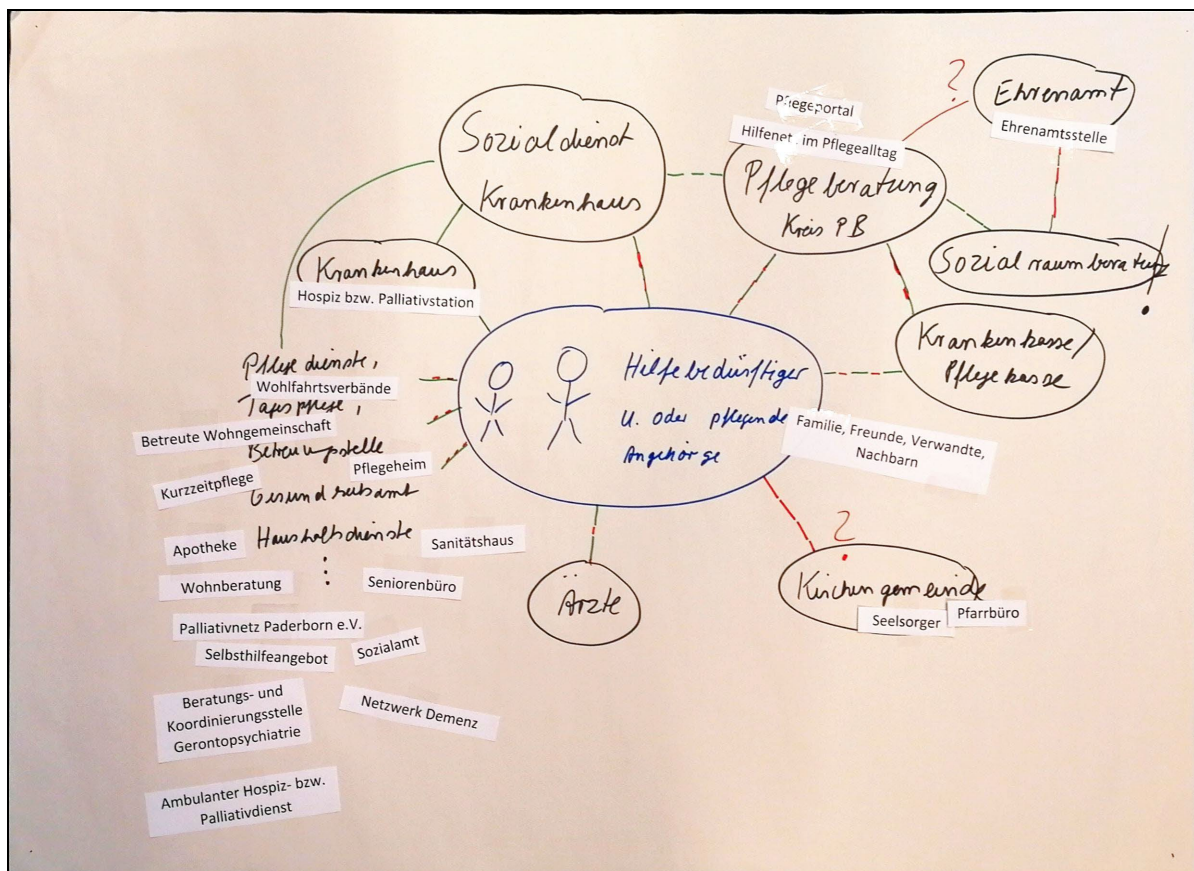 Sozialdienst
Krankenhaus
Pflegeportal
Hilfenet im Pflegealltag
Pflegeberatung
Kreis PB
?
Ehrenamt
Ehrenamtsstelle
Sozialraumberatung
!
Krankenhaus
Hospiz bzw. Palliativstation
Krankenkasse/
Pflegekasse
Hilfebedürftiger
u. oder pflegende
Angehörge
Familie, Freunde, Verwandte,
Nachbarn
Pflegedienste,
Wohlfahrtsverbände
Tagespflege,
Betreute Wohngemeinschaft
Betreuungsstelle
Pflegeheim
Kurzzeitpflege
Gesundheitsamt
Apotheke
Haushaltsdienste
Sanitätshaus
Wohnberatung
Seniorenbüro
Palliativnetz Paderborn e.V.
Selbsthilfeangebot
Sozialamt
Beratungs- und
Koordinierungsstelle
Gerontopsychiatrie
Netzwerk Demenz
Ambulanter Hospiz- bzw.
Palliativdienst
Ärzte
?
Kirchengemeinde
Seelsorger
Pfarrbüro